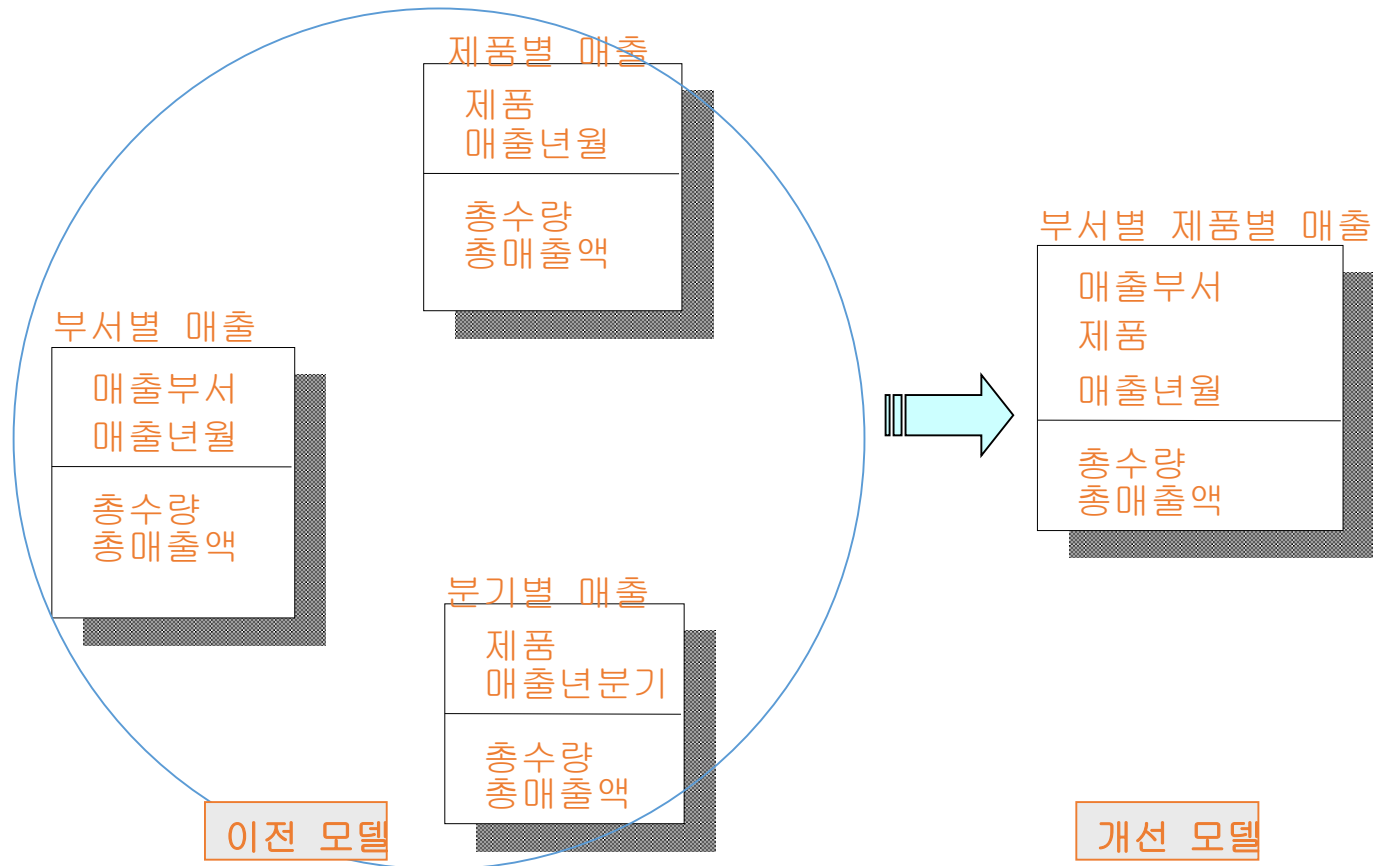 제품별 매출
제품
매출년월
총수량
총매출액
부서별 매출
매출부서
매출년월
총수량
총매출액
분기별 매출
제품
매출년분기
총수량
총매출액
이전 모델
부서별 제품별 매출
매출부서
제품
매출년월
총수량
총매출액
개선 모델